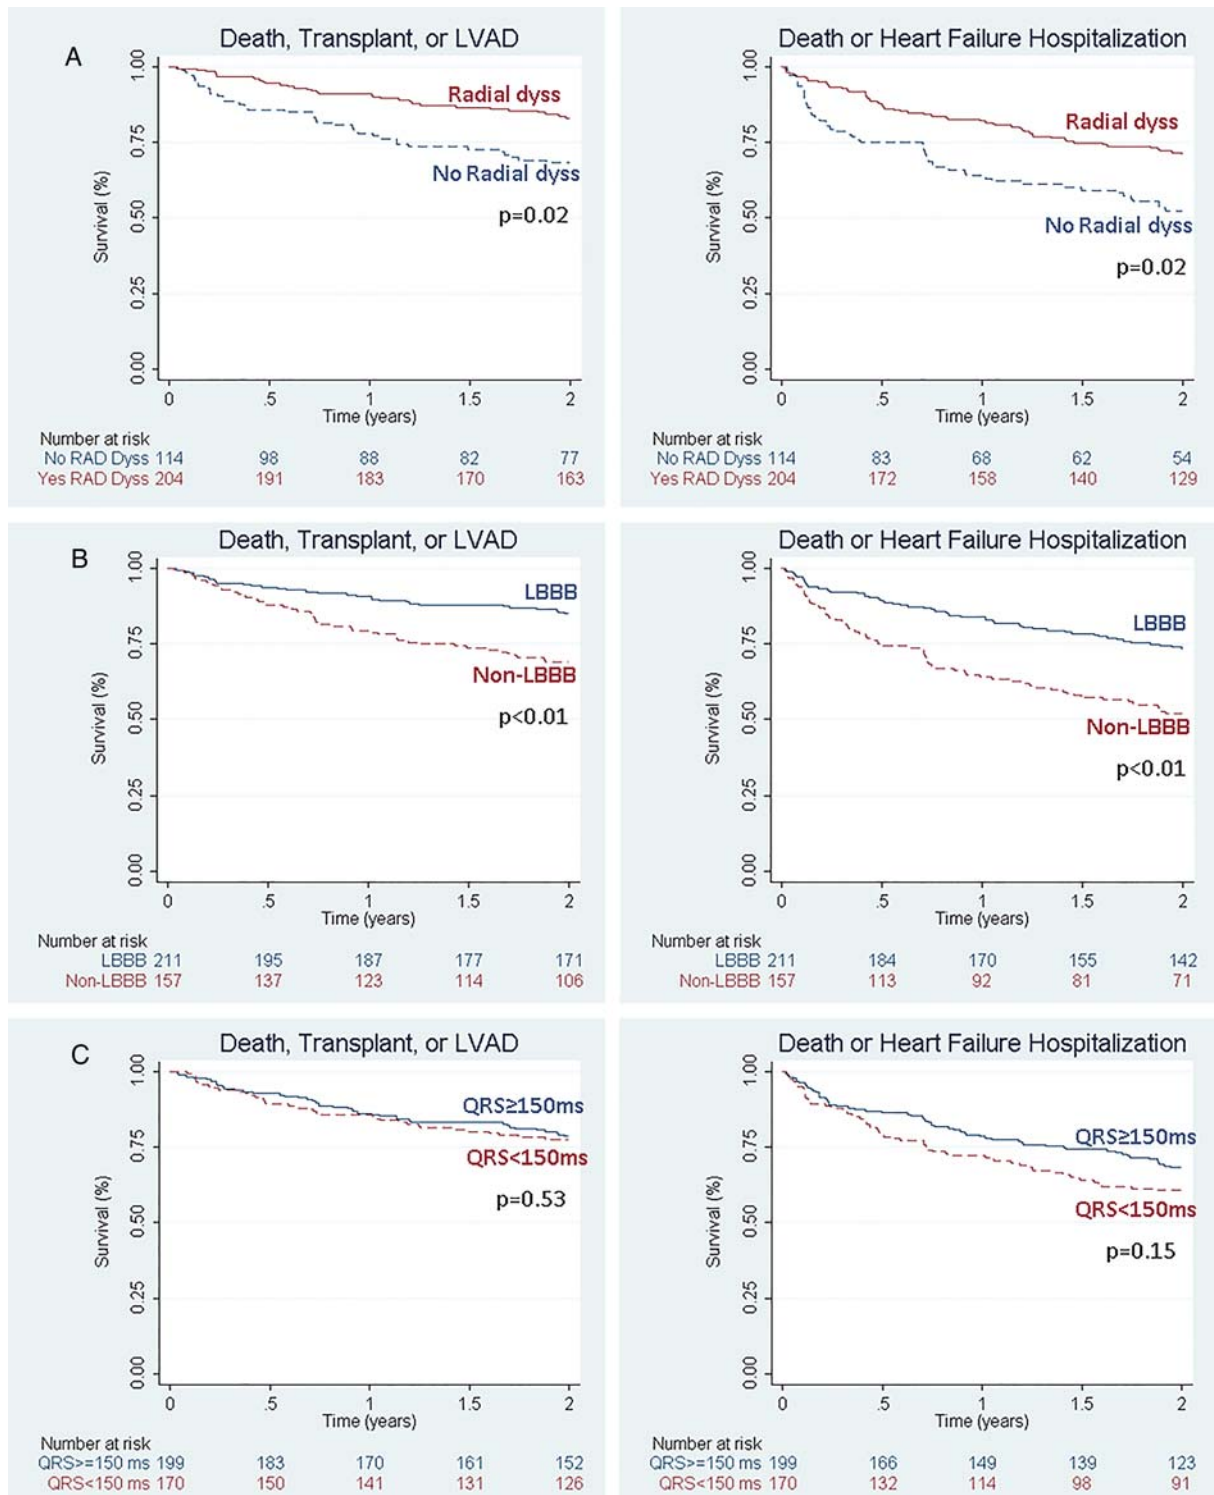 A
Death, Transplant, or LVAD
1.00
0.75
0.50
0.25
0.00
Survival (%)
Radial dyss
No Radial dyss
p=0.02
0 .5 1 1.5 2
Time (years)
Number at risk
No RAD Dyss 114 98 88 82 77
Yes RAD Dyss 204 191 183 170 163
Death or Heart Failure Hospitalization
1.00
0.75
0.50
0.25
0.00
Survival (%)
Radial dyss
No Radial dyss
p=0.02
0 .5 1 1.5 2
Time (years)
Number at risk
No RAD Dyss 114 83 68 62 54
Yes RAD Dyss 204 172 158 140 129
B
Death, Transplant, or LVAD
1.00
0.75
0.50
0.25
0.00
Survival (%)
LBBB
Non-LBBB
p<0.01
0 .5 1 1.5 2
Time (years)
Number at risk
LBBB 211 195 187 177 171
Non-LBBB 157 137 123 114 106
Death or Heart Failure Hospitalization
1.00
0.75
0.50
0.25
0.00
Survival (%)
LBBB
Non-LBBB
p<0.01
0 .5 1 1.5 2
Time (years)
Number at risk
LBBB 211 184 170 155 142
Non-LBBB 157 113 92 81 71
C
Death, Transplant, or LVAD
1.00
0.75
0.50
0.25
0.00
Survival (%)
QRS≥150ms
QRS<150ms
p=0.53
0 .5 1 1.5 2
Time (years)
Number at risk
QRS>=150 ms 199 183 170 161 152
QRS<150 ms 170 150 141 131 126
Death or Heart Failure Hospitalization
1.00
0.75
0.50
0.25
0.00
Survival (%)
QRS≥150ms
QRS<150ms
p=0.15
0 .5 1 1.5 2
Time (years)
Number at risk
QRS>=150 ms 199 166 149 139 123
QRS<150 ms 170 132 114 98 91